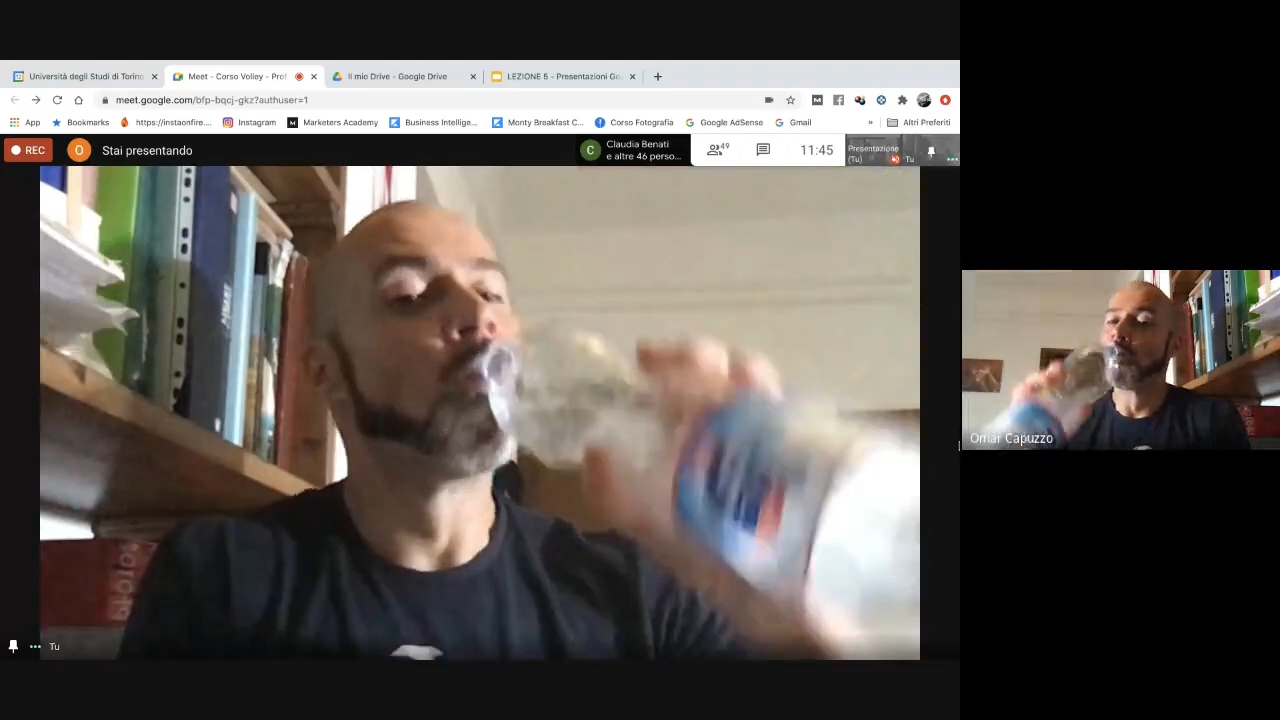 Università degli Studi di Torino
Meet - Corso Volley - Prof
Il mio Drive - Google Drive
LEZIONE 5 - Presentazioni Go
meet.google.com/bfp-bqcj-gkz?authuser=1
App
Bookmarks
https://instaonfire....
Instagram
Marketers Academy
Business Intellige...
Monty Breakfast C...
Corso Fotografia
Google AdSense
Gmail
»
Altri Preferiti
REC
O
Stai presentando
C
Claudia Benati
e altre 46 perso...
49
11:45
Presentazione
(Tu)
Tu
Omar Capuzzo
Tu